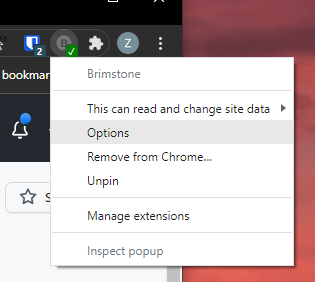 2
B
Z
bookmar
Brimstone
This can read and change site data
Options
Remove from Chrome...
Unpin
Manage extensions
Inspect popup